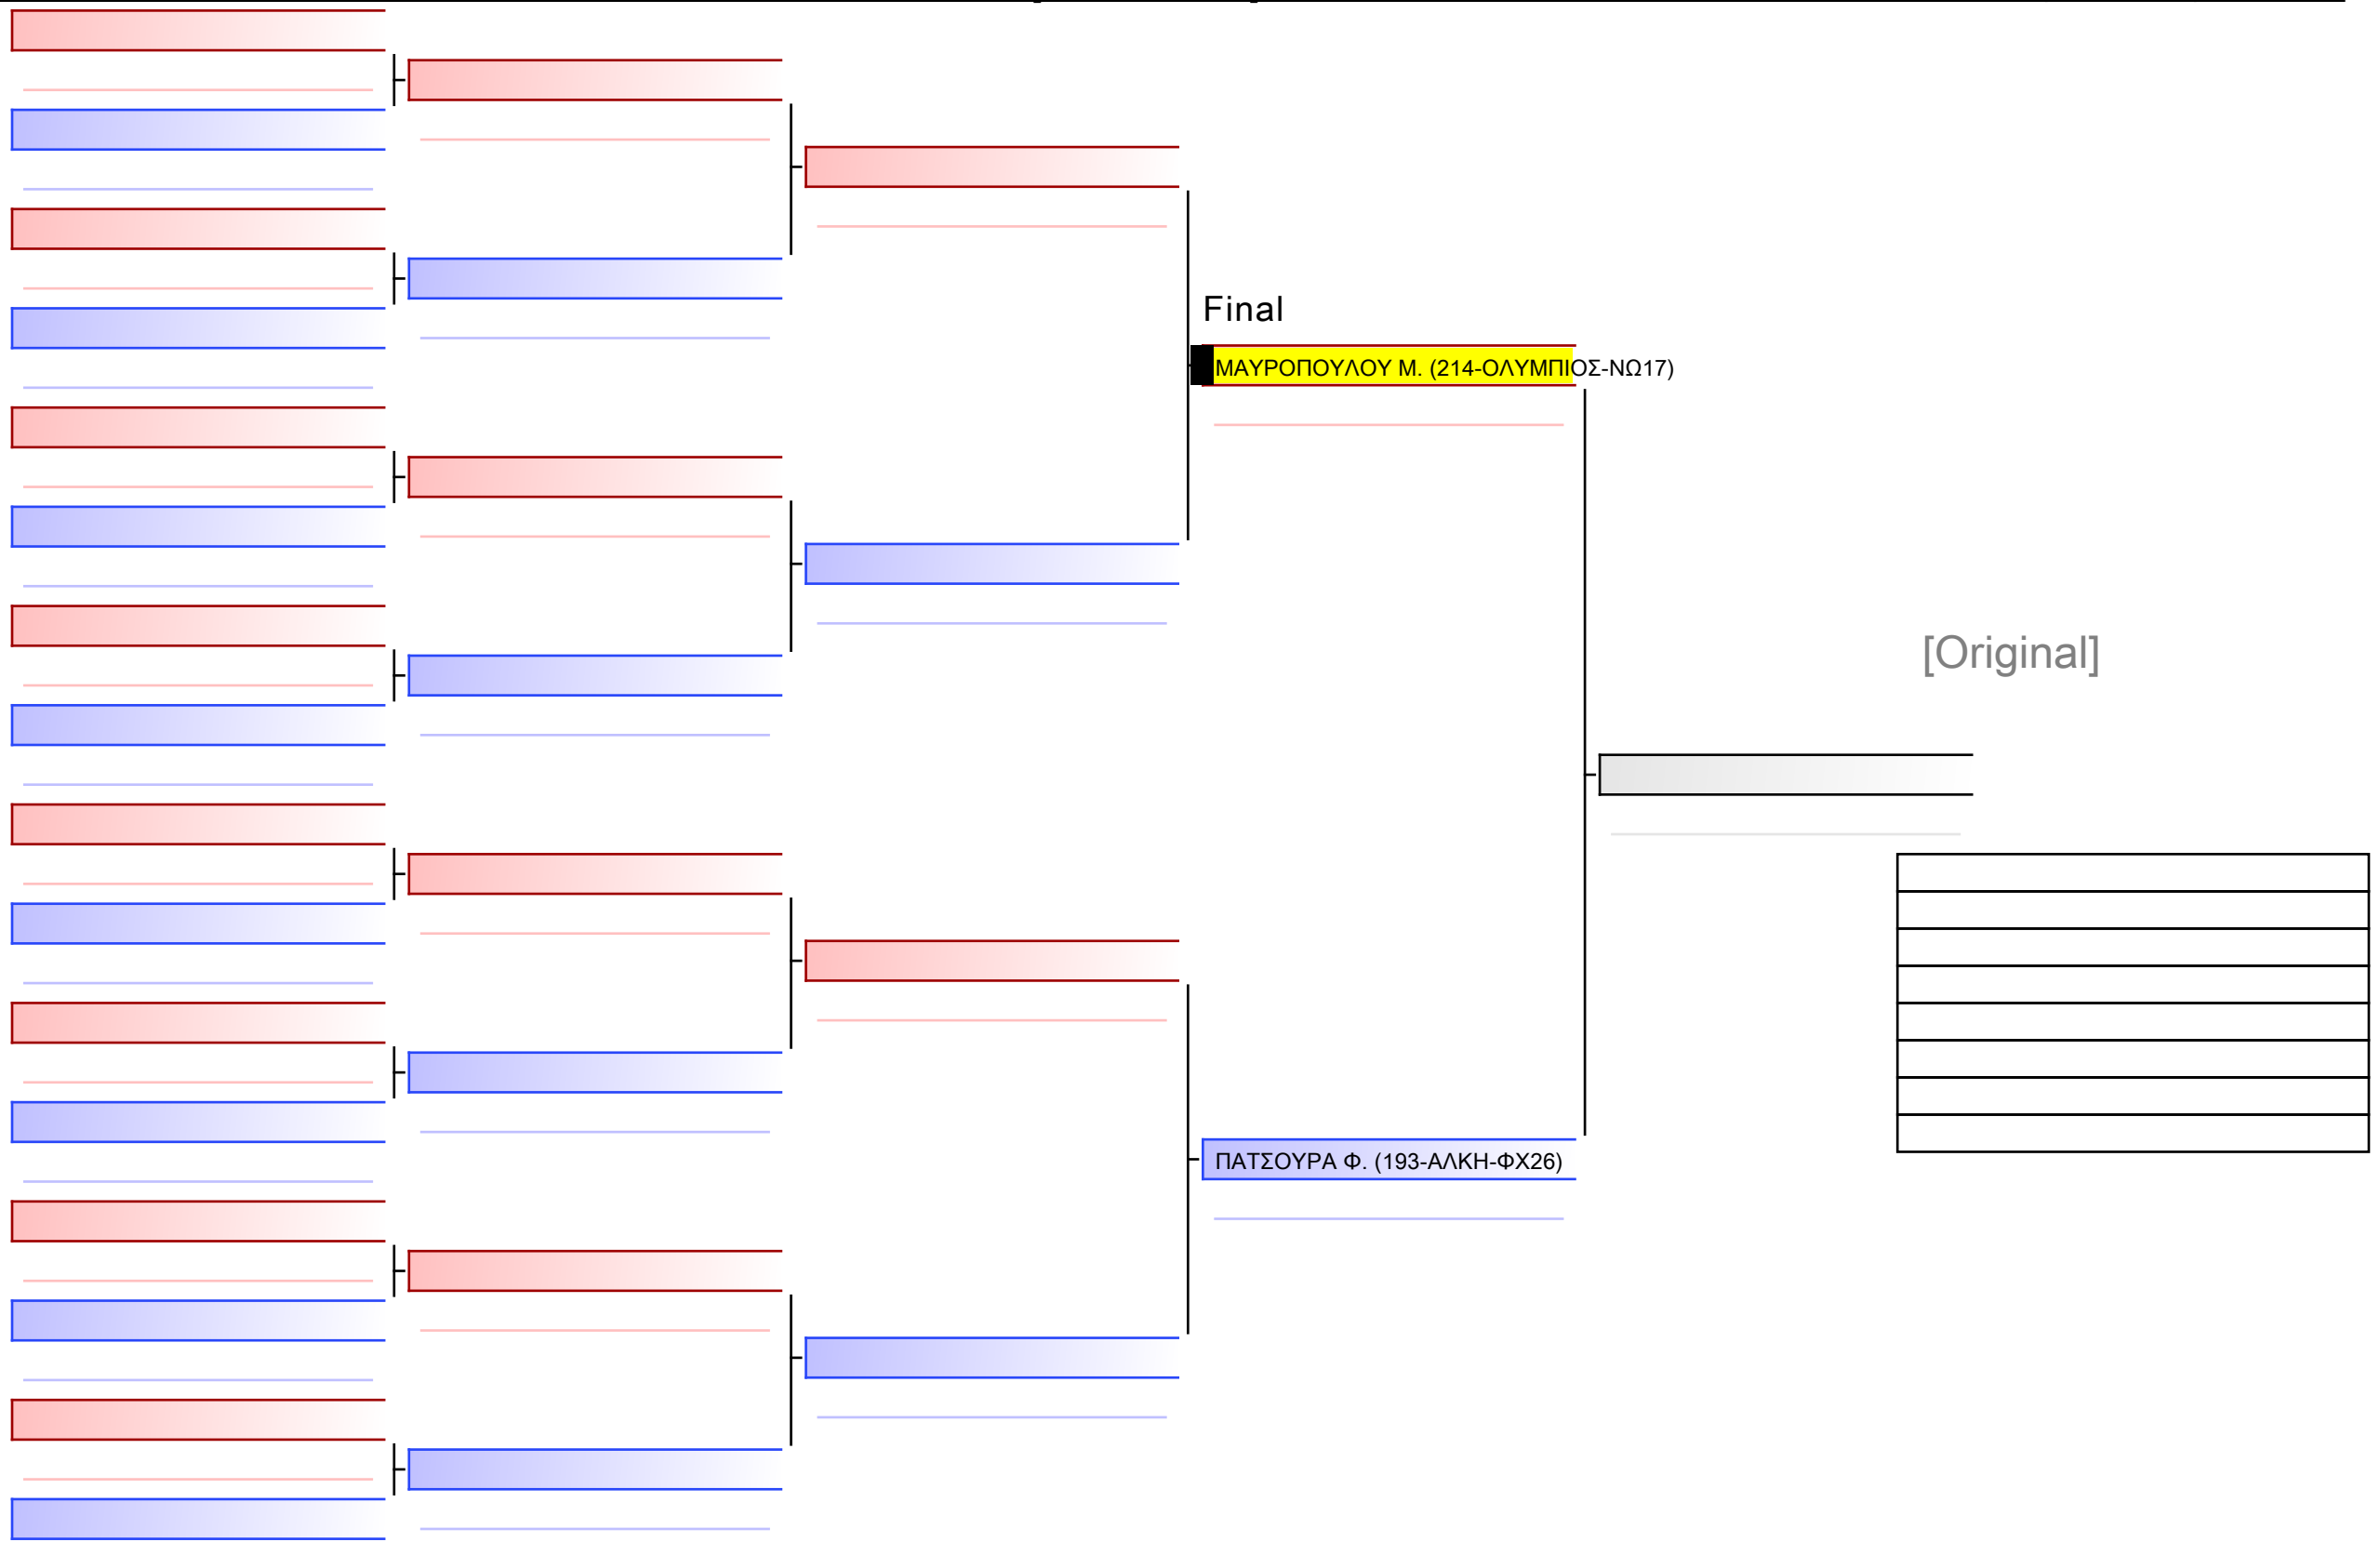 Final
ΜΑΥΡΟΠΟΥΛΟΥ Μ. (214-ΟΛΥΜΠΙΟΣ-ΝΩ17)
[Original]
ΠΑΤΣΟΥΡΑ Φ. (193-ΑΛΚΗ-ΦΧ26)